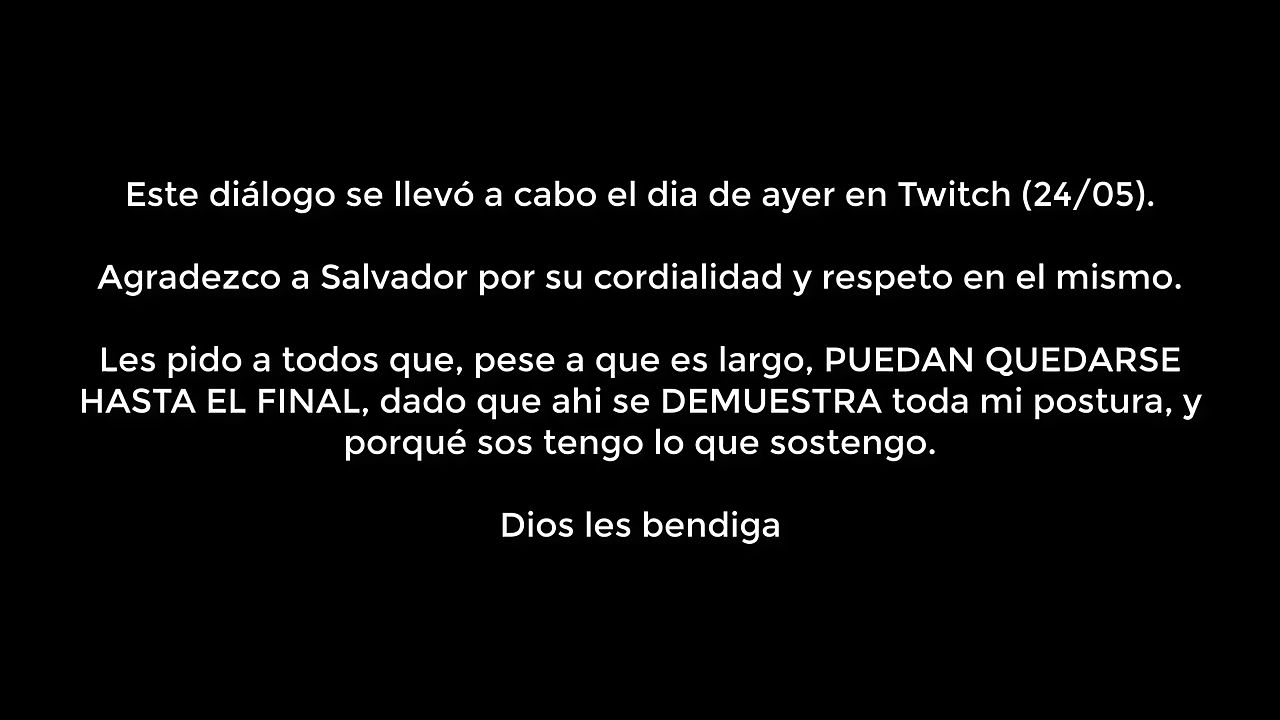 Este diálogo se llevó a cabo el dia de ayer en Twitch (24/05).
Agradezco a Salvador por su cordialidad y respeto en el mismo.
Les pido a todos que, pese a que es largo, PUEDAN QUEDARSE
HASTA EL FINAL, dado que ahi se DEMUESTRA toda mi postura, y
porqué sos tengo lo que sostengo.
Dios les bendiga